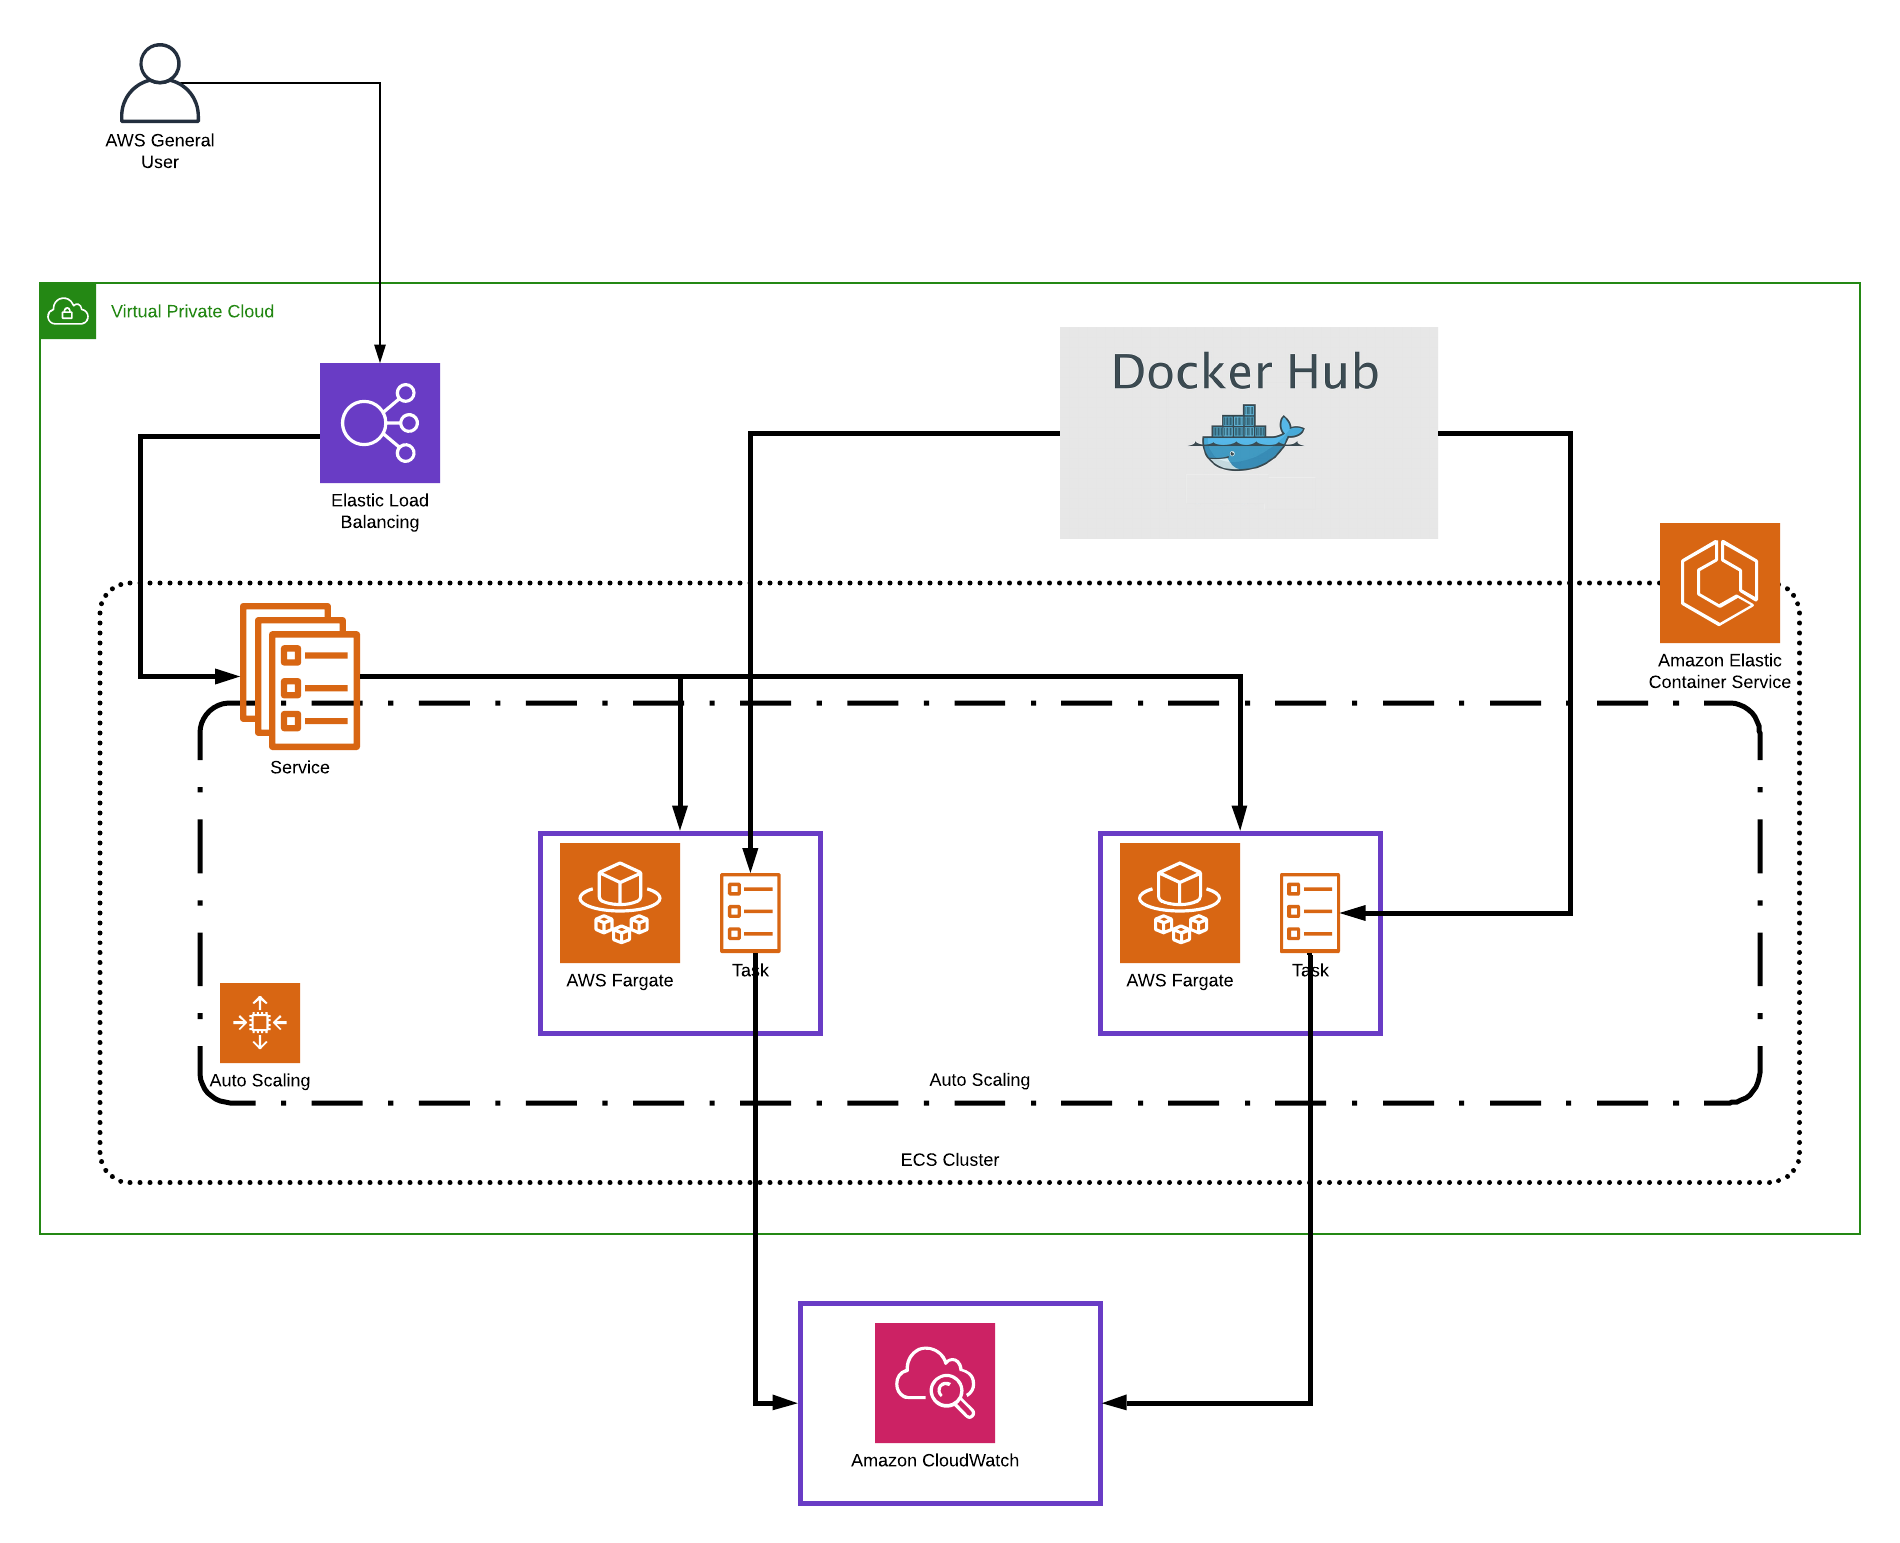 AWS General
User
Virtual Private Cloud
Docker Hub
Elastic Load
Balancing
Amazon Elastic
Container Service
Service
AWS Fargate
Task
AWS Fargate
Task
Auto Scaling
Auto Scaling
ECS Cluster
Amazon CloudWatch